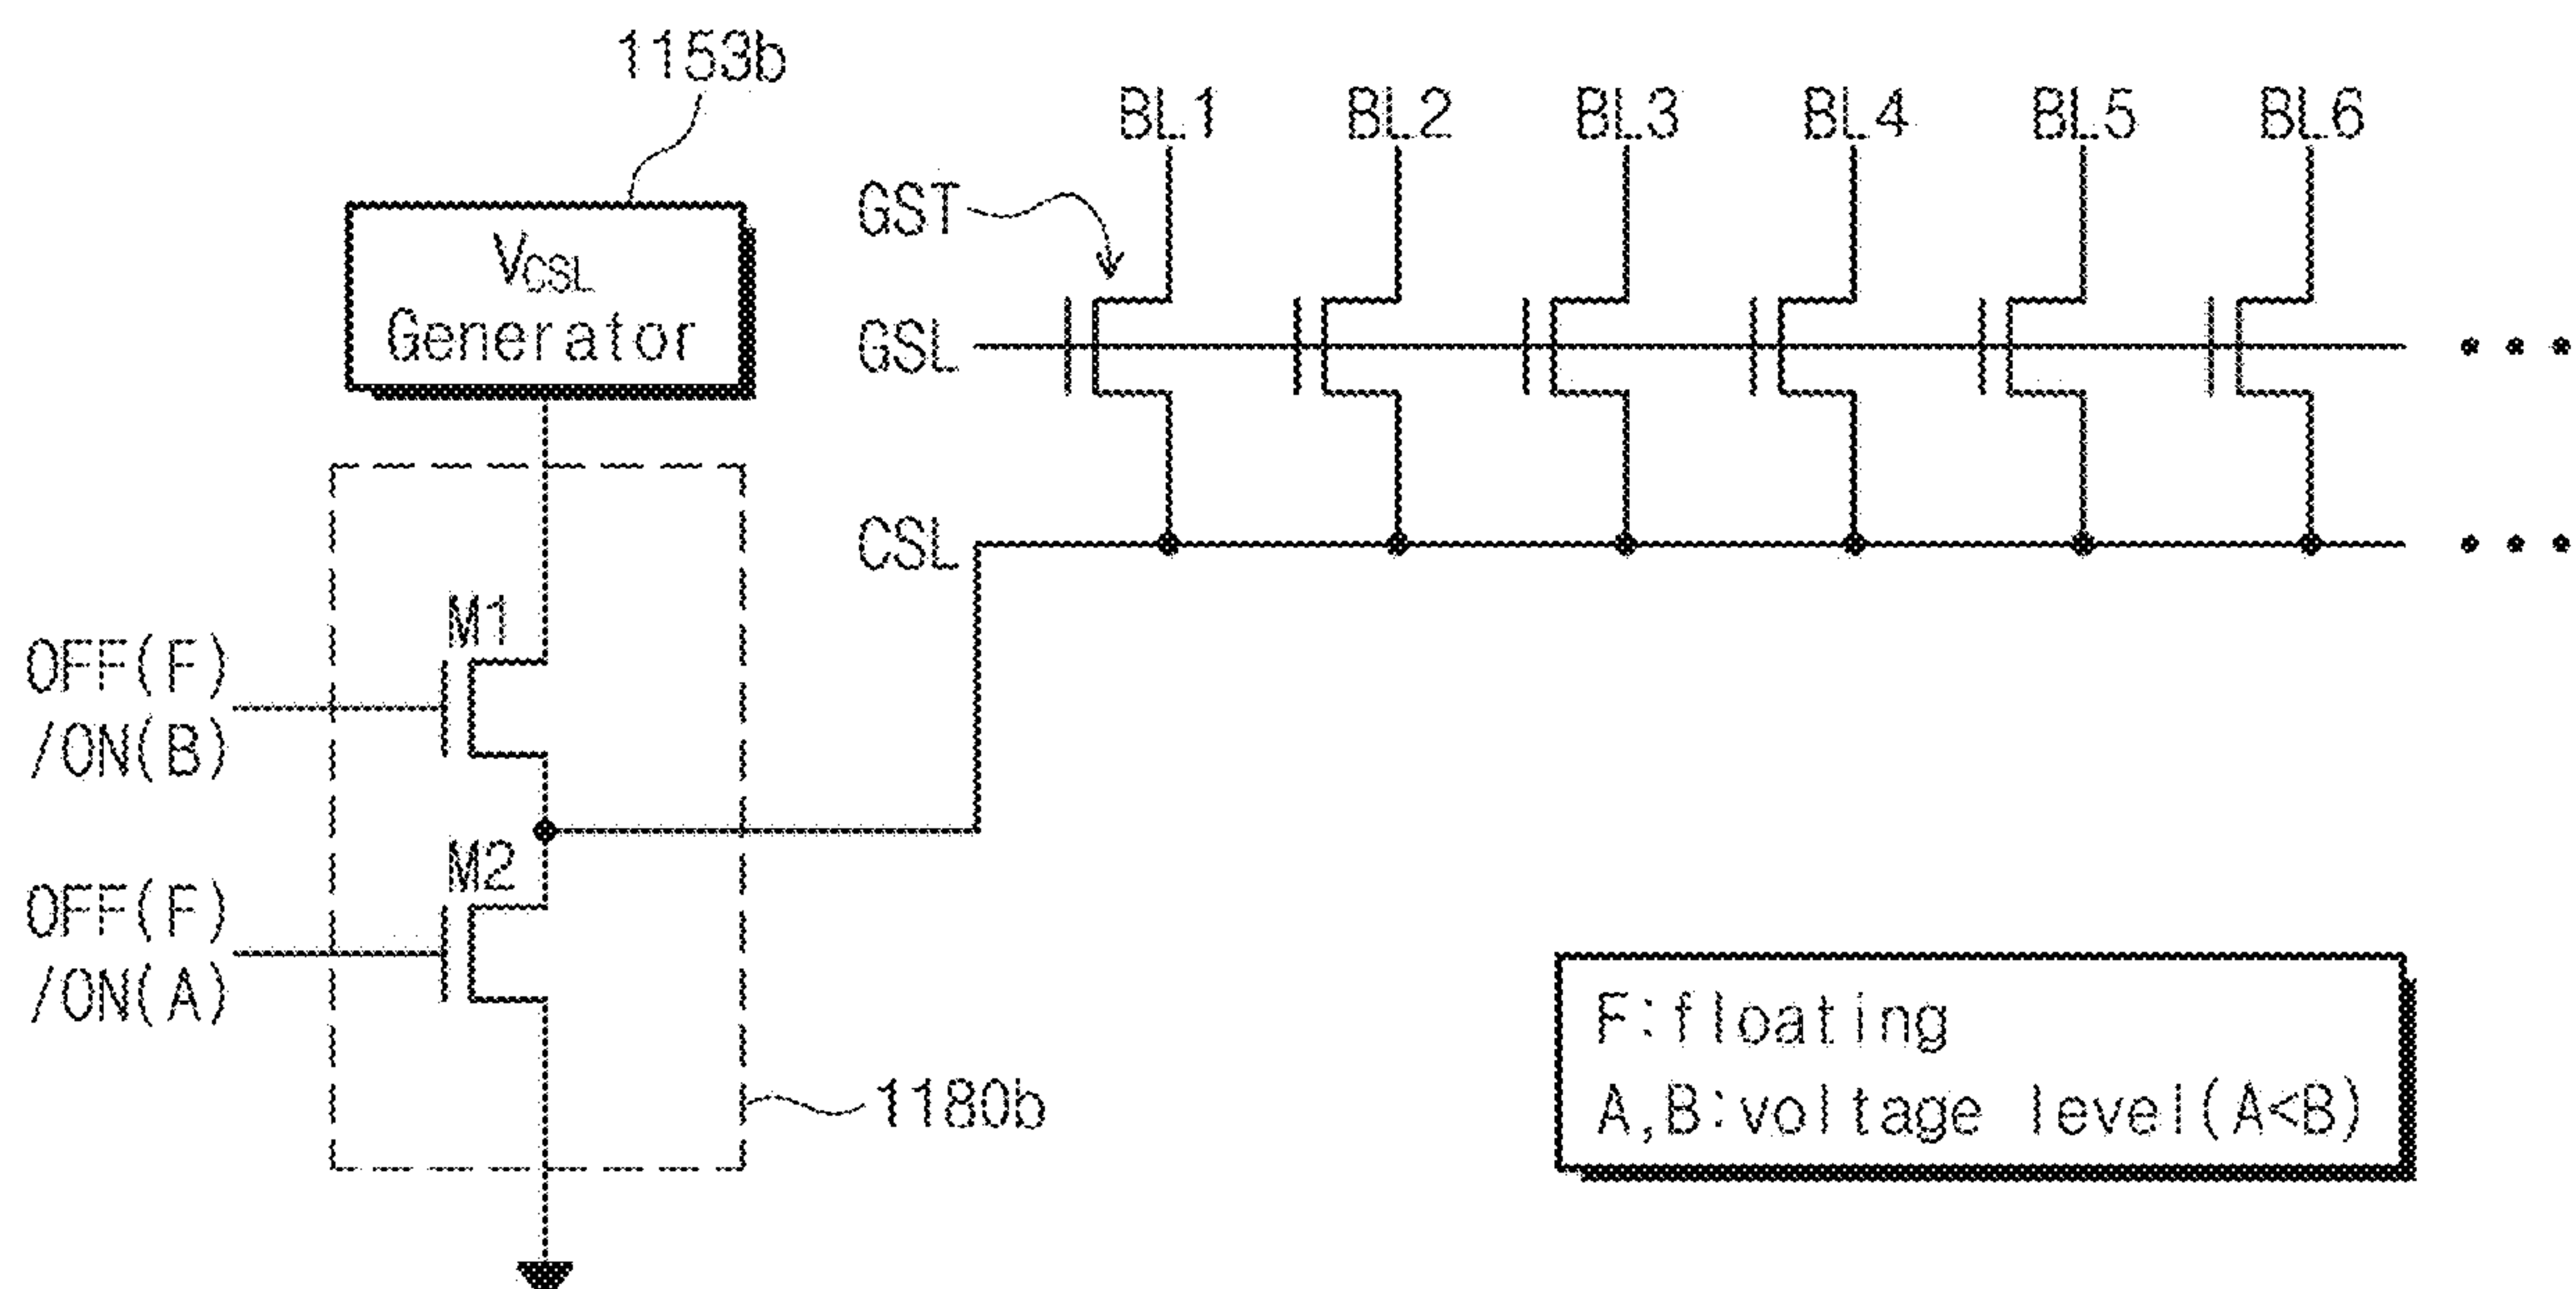 1153b
VCSL
Generator
BL1 BL2 BL3 BL4 BL5 BL6
GST
GSL
CSL
M1
OFF(F)
/ON(B)
M2
OFF(F)
/ON(A)
1180b
F:floating
A,B:voltage level(A<B)